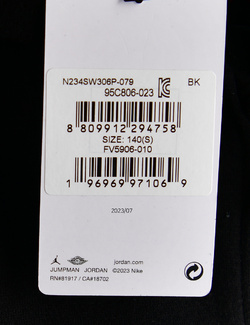 N234SW306P-079 BK
95C806-023
8 809912 294758
SIZE: 140(S)
FV5906-010
1 96969 97106 9
2023/07
jordan.com
JUMPMAN JORDAN ©2023 Nike
RN#81917 / CA#18702